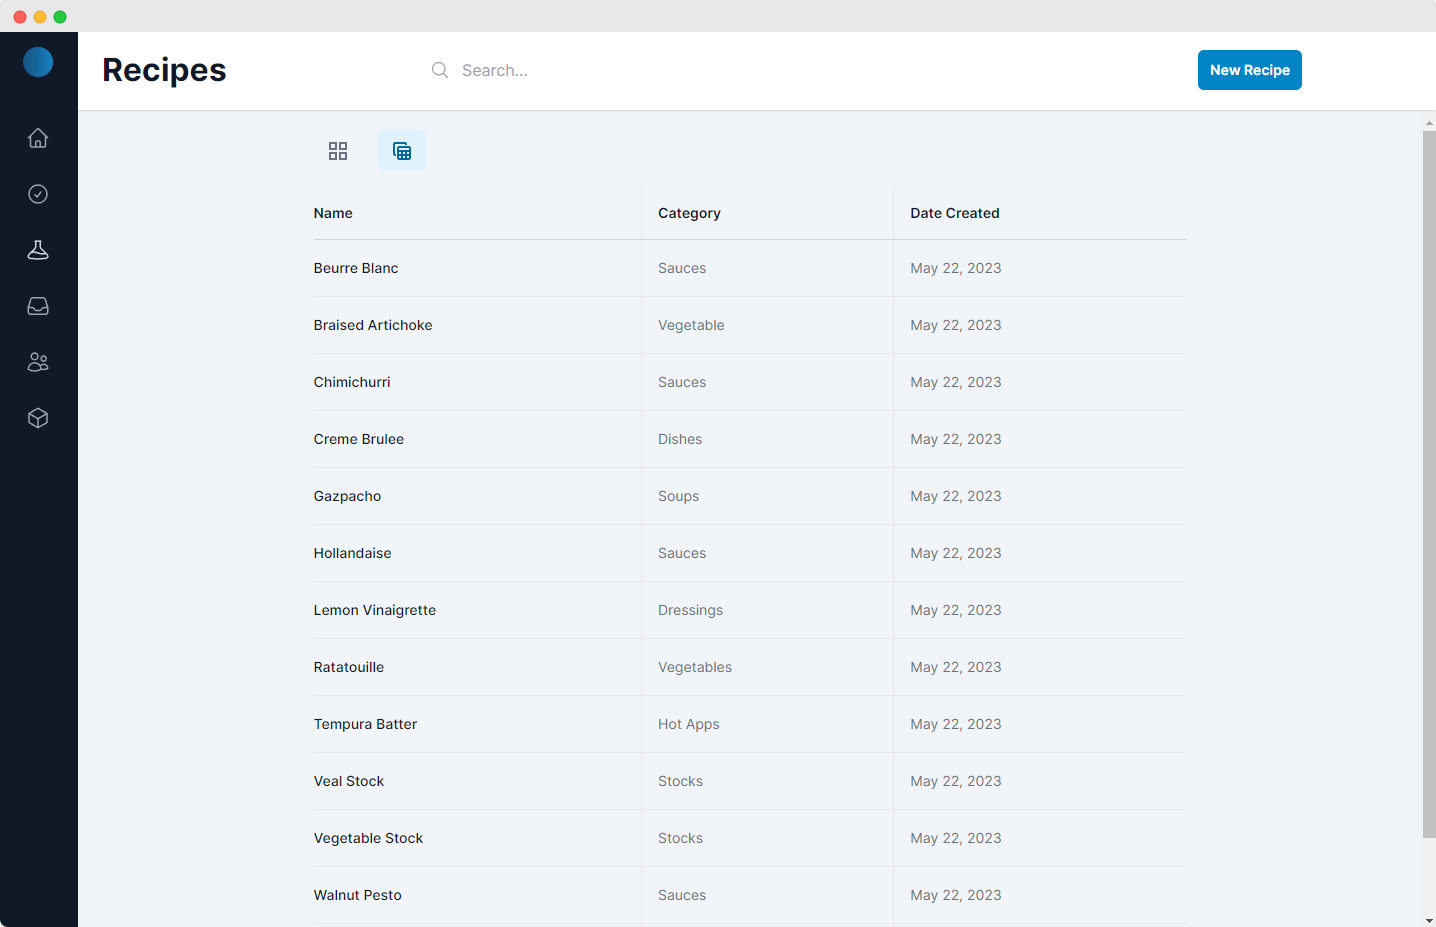 Recipes Search... New Recipe
Name Category Date Created
Beurre Blanc Sauces May 22, 2023
Braised Artichoke Vegetable May 22, 2023
Chimichurri Sauces May 22, 2023
Creme Brulee Dishes May 22, 2023
Gazpacho Soups May 22, 2023
Hollandaise Sauces May 22, 2023
Lemon Vinaigrette Dressings May 22, 2023
Ratatouille Vegetables May 22, 2023
Tempura Batter Hot Apps May 22, 2023
Veal Stock Stocks May 22, 2023
Vegetable Stock Stocks May 22, 2023
Walnut Pesto Sauces May 22, 2023